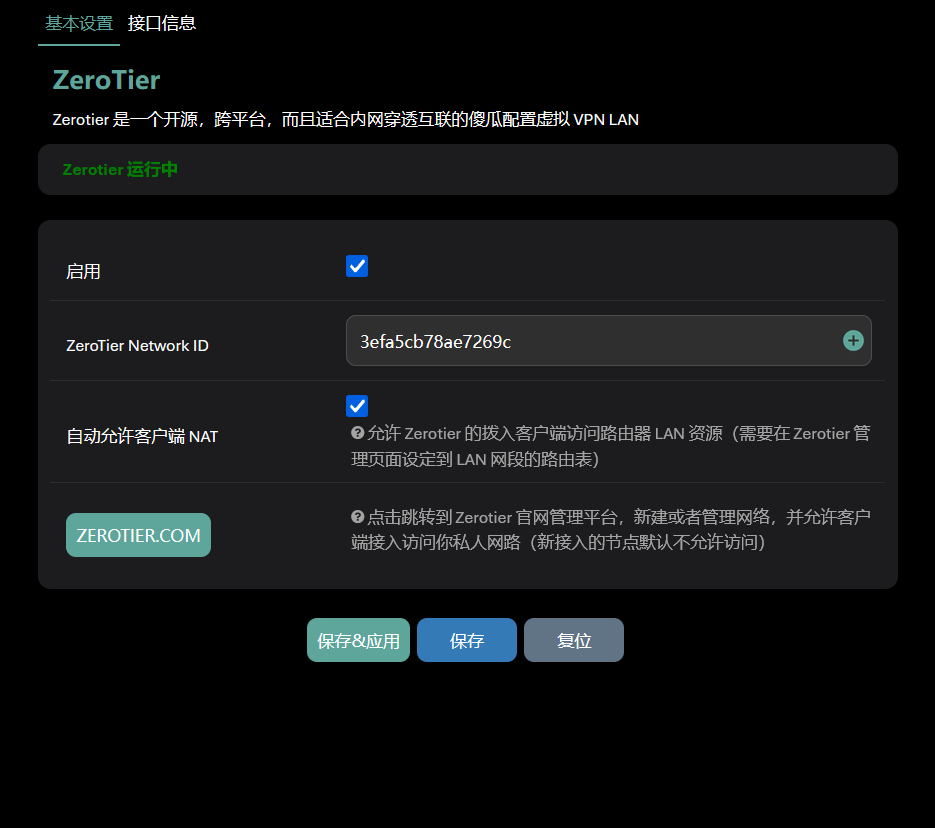 基本设置 接口信息
ZeroTier
Zerotier 是一个开源，跨平台，而且适合内网穿透互联的傻瓜配置虚拟 VPN LAN
Zerotier 运行中
启用
ZeroTier Network ID 3efa5cb78ae7269c
自动允许客户端 NAT
允许 Zerotier 的拨入客户端访问路由器 LAN 资源（需要在 Zerotier 管
理页面设定到 LAN 网段的路由表）
ZEROTIER.COM
点击跳转到 Zerotier 官网管理平台，新建或者管理网络，并允许客户
端接入访问你私人网路（新接入的节点默认不允许访问）
保存&应用 保存 复位